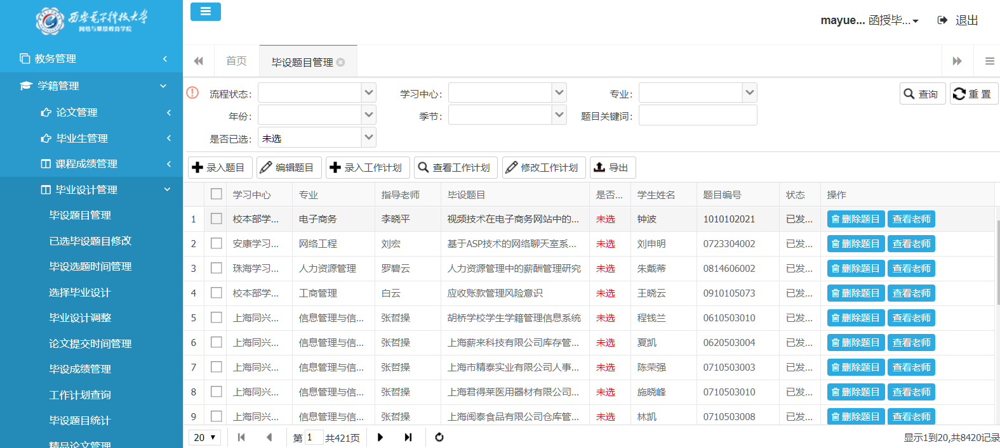 西安电子科技大学
网络与继续教育学院
mayue... 函授毕...
退出
教务管理
学籍管理
论文管理
毕业生管理
课程成绩管理
毕业设计管理
毕设题目管理
已选毕设题目修改
毕设选题时间管理
选择毕业设计
毕业设计调整
论文提交时间管理
毕设成绩管理
工作计划查询
毕设题目统计
精品论文管理
首页 毕设题目管理
流程状态: 学习中心: 专业: 查询 重 置
年份: 季节: 题目关键词:
是否已选: 未选
录入题目 编辑题目 录入工作计划 查看工作计划 修改工作计划 导出
学习中心 专业 指导老师 毕设题目 是否... 学生姓名 题目编号 状态 操作
1 校本部学... 电子商务 李晓平 视频技术在电子商务网站中的... 未选 钟波 1010102021 已发... 删除题目 查看老师
2 安康学习... 网络工程 刘宏 基于ASP技术的网络聊天室系... 未选 刘申明 0723304002 已发... 删除题目 查看老师
3 珠海学习... 人力资源管理 罗碧云 人力资源管理中的薪酬管理研究 未选 朱戴蒂 0814606002 已发... 删除题目 查看老师
4 校本部学... 工商管理 白云 应收账款管理风险意识 未选 王晓云 0910105073 已发... 删除题目 查看老师
5 上海同兴... 信息管理与信... 张哲操 胡桥学校学生学籍管理信息系统 未选 程钱兰 0610503010 已发... 删除题目 查看老师
6 上海同兴... 信息管理与信... 张哲操 上海薪来科技有限公司库存管... 未选 夏凯 0620503004 已发... 删除题目 查看老师
7 上海同兴... 信息管理与信... 张哲操 上海市精泰实业有限公司人事... 未选 陈荣强 0710503003 已发... 删除题目 查看老师
8 上海同兴... 信息管理与信... 张哲操 上海君得莱医用器材有限公司... 未选 施晓峰 0710503010 已发... 删除题目 查看老师
9 上海同兴... 信息管理与信... 张哲操 上海闽泰食品有限公司仓库管... 未选 林凯 0710503008 已发... 删除题目 查看老师
20 第 1 共421页 显示1到20,共8420记录